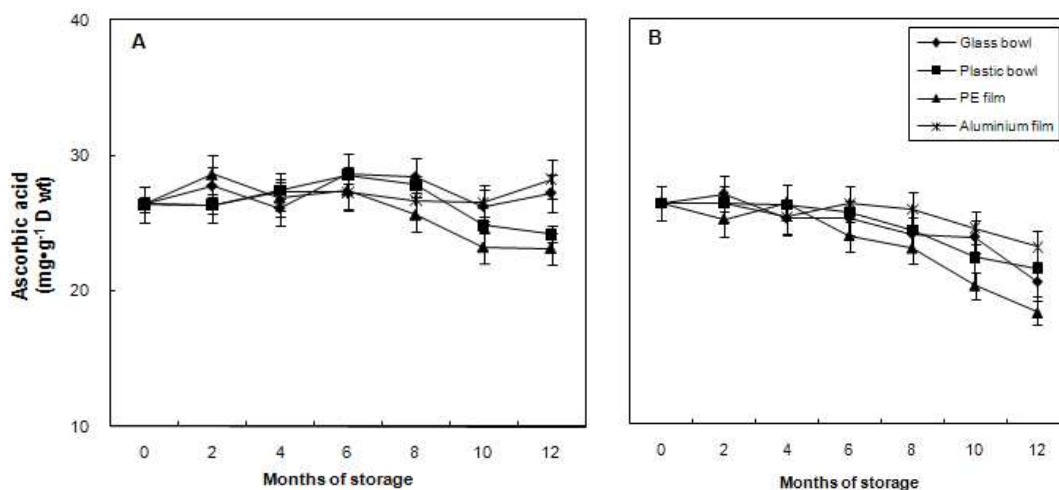 40
30
20
10
Ascorbic acid
(mg•g⁻¹ D wt)
A
0 2 4 6 8 10 12
Months of storage
B
Glass bowl
Plastic bowl
PE film
Aluminium film
0 2 4 6 8 10 12
Months of storage